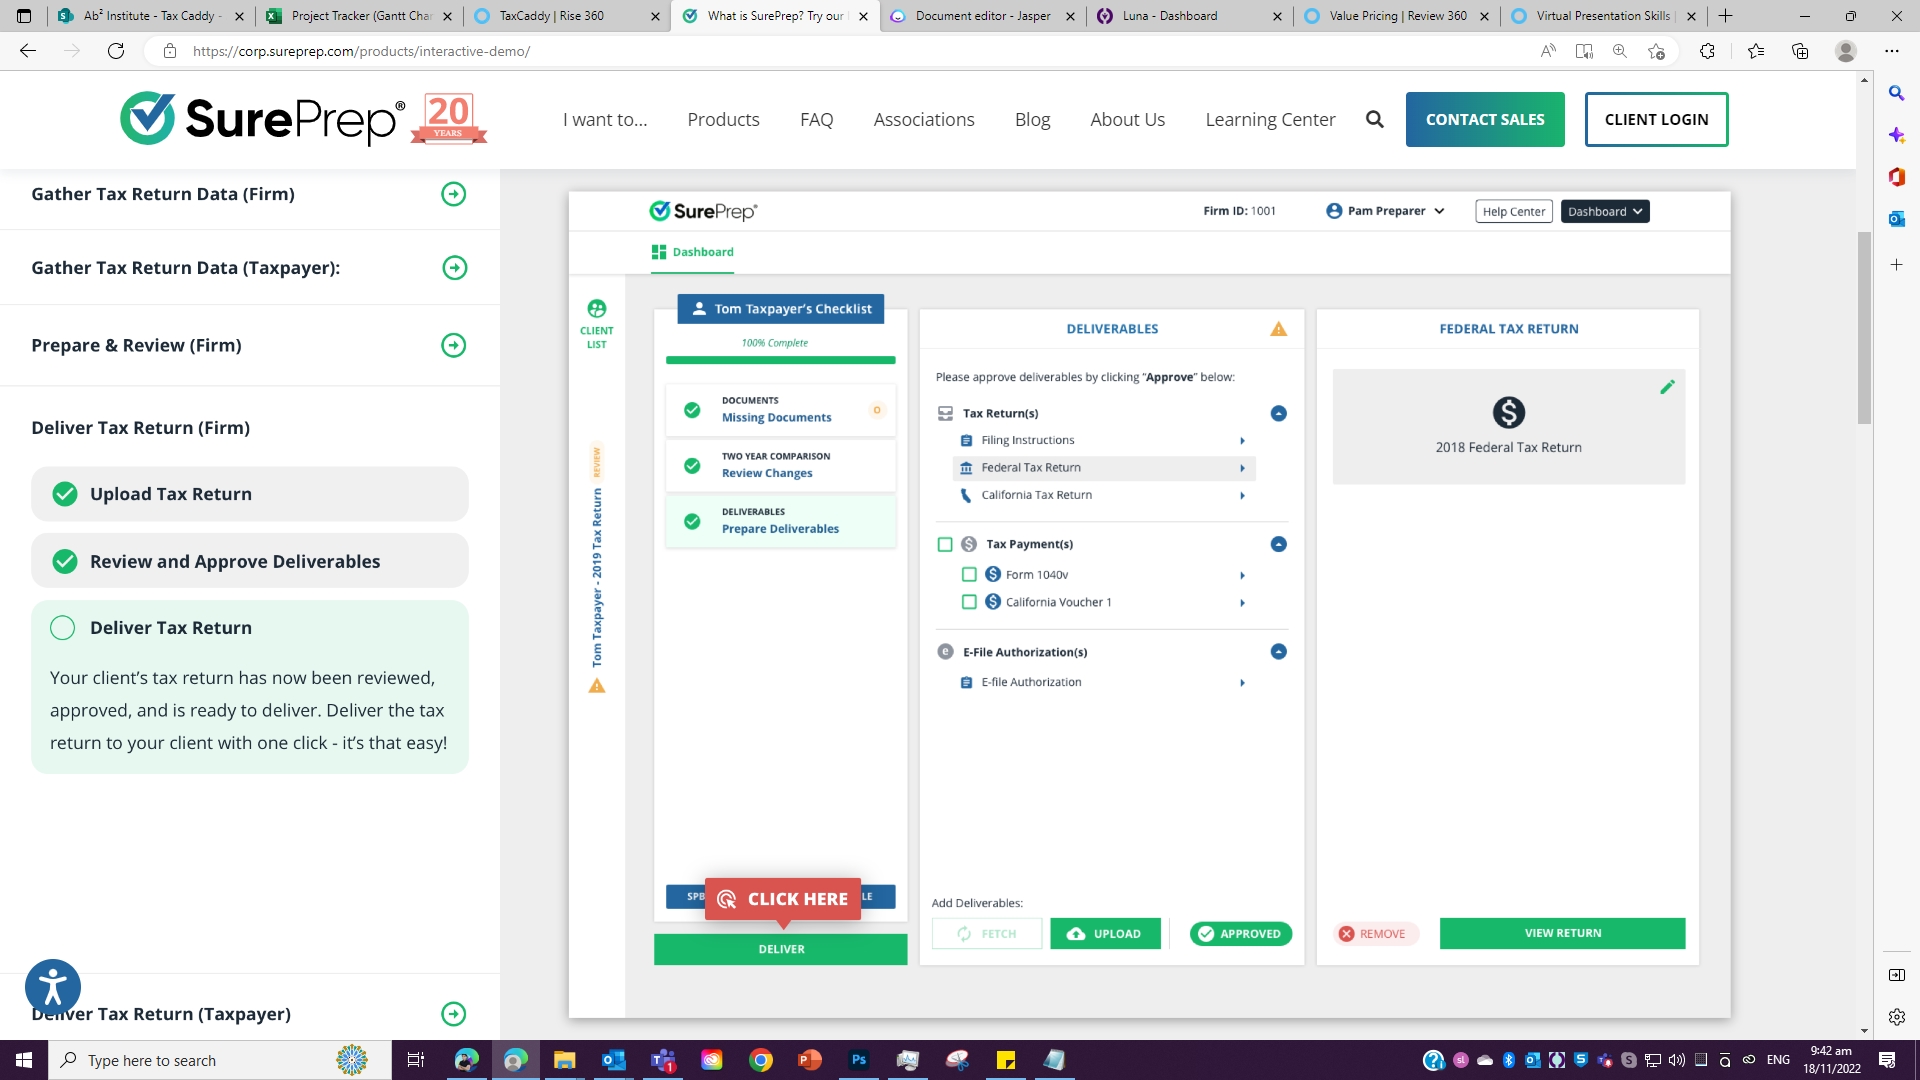 Ab² Institute - Tax Caddy -
Project Tracker (Gantt Char
TaxCaddy | Rise 360
What is SurePrep? Try our
Document editor - Jasper
Luna - Dashboard
Value Pricing | Review 360
Virtual Presentation Skills
https://corp.sureprep.com/products/interactive-demo/
SurePrep®
20
YEARS
I want to...
Products
FAQ
Associations
Blog
About Us
Learning Center
CONTACT SALES
CLIENT LOGIN
Gather Tax Return Data (Firm)
Gather Tax Return Data (Taxpayer):
Prepare & Review (Firm)
Deliver Tax Return (Firm)
Upload Tax Return
Review and Approve Deliverables
Deliver Tax Return
Your client's tax return has now been reviewed,
approved, and is ready to deliver. Deliver the tax
return to your client with one click - it's that easy!
Deliver Tax Return (Taxpayer)
SurePrep®
Firm ID: 1001
Pam Preparer
Help Center
Dashboard
Dashboard
CLIENT
LIST
Tom Taxpayer - 2019 Tax Return
REVIEW
Tom Taxpayer's Checklist
100% Complete
DOCUMENTS
Missing Documents
0
TWO YEAR COMPARISON
Review Changes
DELIVERABLES
Prepare Deliverables
SPB
LE
CLICK HERE
DELIVER
DELIVERABLES
Please approve deliverables by clicking "Approve" below:
Tax Return(s)
Filing Instructions
Federal Tax Return
California Tax Return
Tax Payment(s)
Form 1040v
California Voucher 1
E-File Authorization(s)
E-file Authorization
Add Deliverables:
FETCH
UPLOAD
APPROVED
FEDERAL TAX RETURN
2018 Federal Tax Return
REMOVE
VIEW RETURN
Type here to search
ENG
9:42 am
18/11/2022